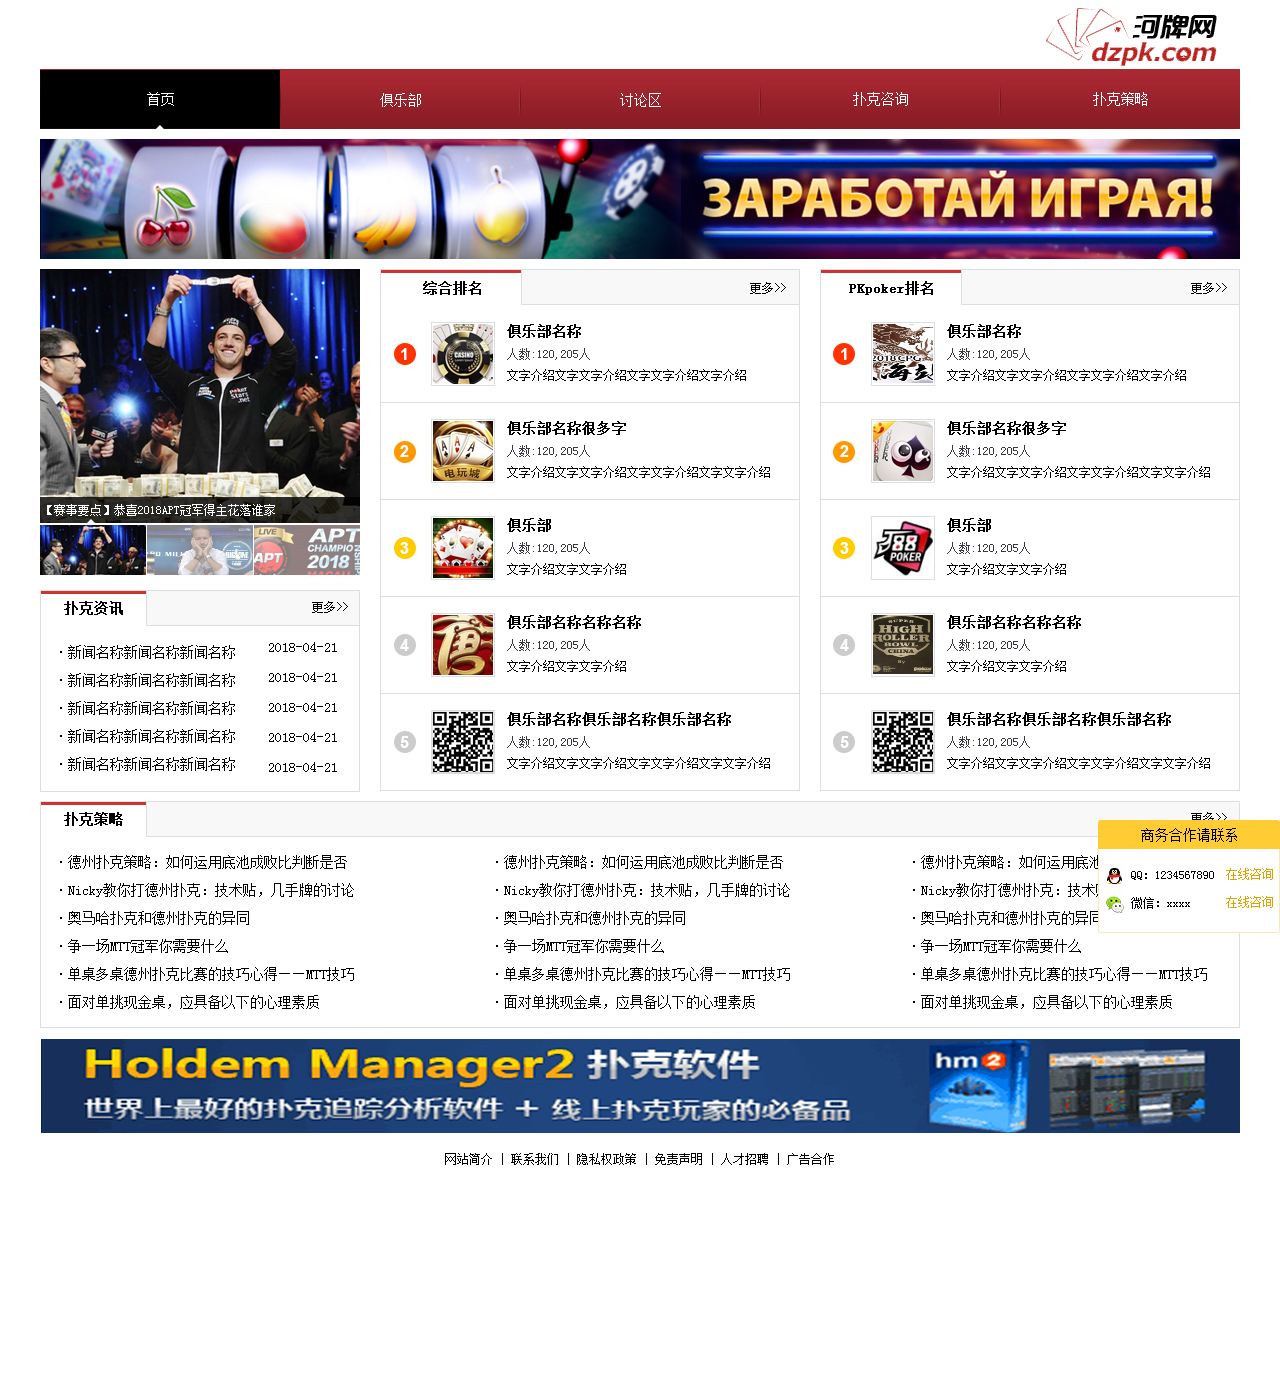 河牌网
dzpk.com
首页 俱乐部 讨论区 扑克咨询 扑克策略
ЗАРАБОТАЙ ИГРАЯ!
【赛事要点】恭喜2018APT冠军得主花落谁家
LIVE
APT
APT
CHAMPIO
2018
扑克资讯 更多>>
· 新闻名称新闻名称新闻名称 2018-04-21
· 新闻名称新闻名称新闻名称 2018-04-21
· 新闻名称新闻名称新闻名称 2018-04-21
· 新闻名称新闻名称新闻名称 2018-04-21
· 新闻名称新闻名称新闻名称 2018-04-21
综合排名 更多>>
1
CASINO
俱乐部名称
人数:120,205人
文字介绍文字文字介绍文字文字介绍文字介绍
2
电玩城
俱乐部名称很多字
人数:120,205人
文字介绍文字文字介绍文字文字介绍文字文字介绍
3
俱乐部
人数:120,205人
文字介绍文字文字介绍
4
俱乐部名称名称名称
人数:120,205人
文字介绍文字文字介绍
5
俱乐部名称俱乐部名称俱乐部名称
人数:120,205人
文字介绍文字文字介绍文字文字介绍文字文字介绍
PKpoker排名 更多>>
1
2018 CPG
俱乐部名称
人数:120,205人
文字介绍文字文字介绍文字文字介绍文字介绍
2
俱乐部名称很多字
人数:120,205人
文字介绍文字文字介绍文字文字介绍文字文字介绍
3
J88
POKER
俱乐部
人数:120,205人
文字介绍文字文字介绍
4
SUPER
HIGH
ROLLER
BOWL
CHINA
俱乐部名称名称名称
人数:120,205人
文字介绍文字文字介绍
5
俱乐部名称俱乐部名称俱乐部名称
人数:120,205人
文字介绍文字文字介绍文字文字介绍文字文字介绍
扑克策略 更多>>
· 德州扑克策略：如何运用底池成败比判断是否
· Nicky教你打德州扑克：技术贴，几手牌的讨论
· 奥马哈扑克和德州扑克的异同
· 争一场MTT冠军你需要什么
· 单桌多桌德州扑克比赛的技巧心得——MTT技巧
· 面对单挑现金桌，应具备以下的心理素质
· 德州扑克策略：如何运用底池成败比判断是否
· Nicky教你打德州扑克：技术贴，几手牌的讨论
· 奥马哈扑克和德州扑克的异同
· 争一场MTT冠军你需要什么
· 单桌多桌德州扑克比赛的技巧心得——MTT技巧
· 面对单挑现金桌，应具备以下的心理素质
· 德州扑克策略：如何运用底池
· Nicky教你打德州扑克：技术
· 奥马哈扑克和德州扑克的异同
· 争一场MTT冠军你需要什么
· 单桌多桌德州扑克比赛的技巧心得——MTT技巧
· 面对单挑现金桌，应具备以下的心理素质
商务合作请联系
QQ：1234567890 在线咨询
微信：xxxx 在线咨询
Holdem Manager2 扑克软件
世界上最好的扑克追踪分析软件 + 线上扑克玩家的必备品
hm2
网站简介 | 联系我们 | 隐私权政策 | 免责声明 | 人才招聘 | 广告合作